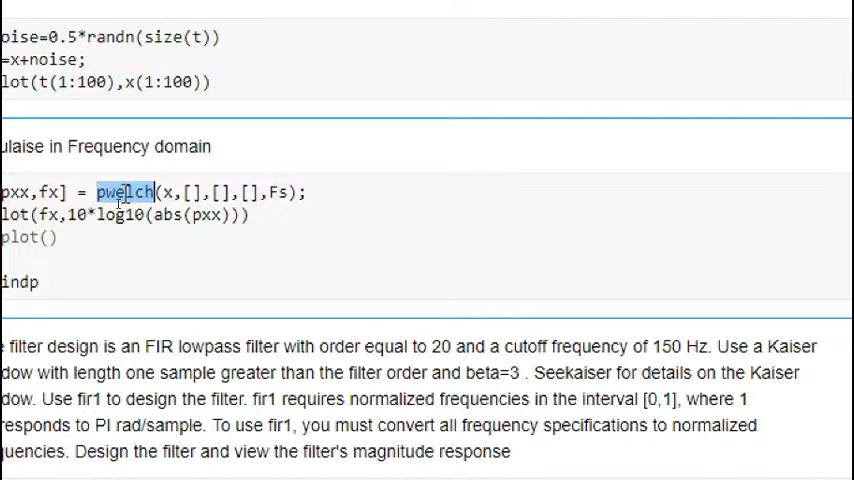 oise=0.5*randn(size(t))
=x+noise;
lot(t(1:100),x(1:100))
ulaise in Frequency domain
pxx,fx] = pwelch(x,[],[],[],Fs);
lot(fx,10*log10(abs(pxx)))
plot()
indp
e filter design is an FIR lowpass filter with order equal to 20 and a cutoff frequency of 150 Hz. Use a Kaiser
dow with length one sample greater than the filter order and beta=3 . Seekaiser for details on the Kaiser
dow. Use fir1 to design the filter. fir1 requires normalized frequencies in the interval [0,1], where 1
responds to PI rad/sample. To use fir1, you must convert all frequency specifications to normalized
quencies. Design the filter and view the filter's magnitude response